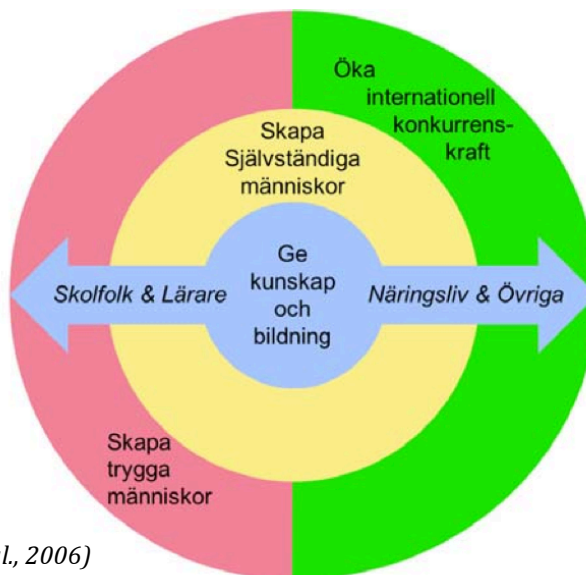 Öka
internationell
konkurrens-
kraft
Skapa
Självständiga
människor
Ge
kunskap
och
bildning
Skolfolk & Lärare
Näringsliv & Övriga
Skapa
trygga
människor
l., 2006)